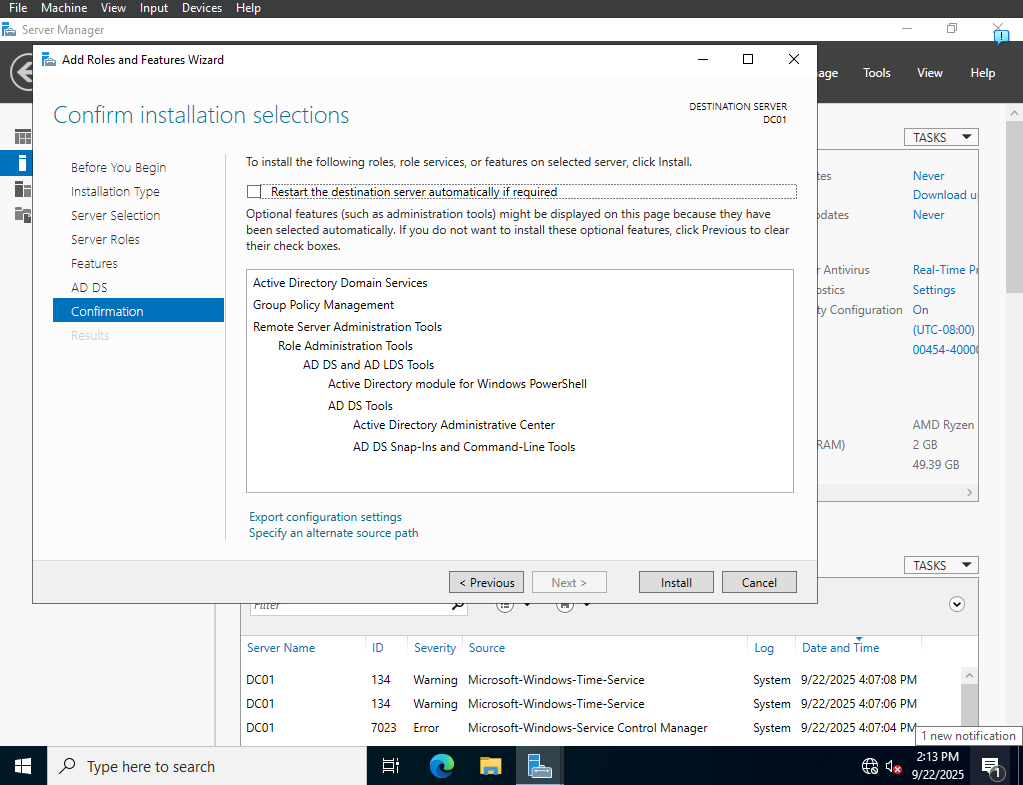 File Machine View Input Devices Help
Server Manager
Add Roles and Features Wizard
Tools View Help
Confirm installation selections
DESTINATION SERVER
DC01
TASKS
Before You Begin
Installation Type
Server Selection
Server Roles
Features
AD DS
Confirmation
Results
To install the following roles, role services, or features on selected server, click Install.
Restart the destination server automatically if required
Optional features (such as administration tools) might be displayed on this page because they have
been selected automatically. If you do not want to install these optional features, click Previous to clear
their check boxes.
Active Directory Domain Services
Group Policy Management
Remote Server Administration Tools
Role Administration Tools
AD DS and AD LDS Tools
Active Directory module for Windows PowerShell
AD DS Tools
Active Directory Administrative Center
AD DS Snap-Ins and Command-Line Tools
Export configuration settings
Specify an alternate source path
< Previous Next > Install Cancel
Never
Download
Never
Antivirus Real-Time
Settings
Configuration On
(UTC-08:00)
00454-4000
AMD Ryzen
RAM) 2 GB
49.39 GB
TASKS
Filter
Server Name ID Severity Source Log Date and Time
DC01 134 Warning Microsoft-Windows-Time-Service System 9/22/2025 4:07:08 PM
DC01 134 Warning Microsoft-Windows-Time-Service System 9/22/2025 4:07:06 PM
DC01 7023 Error Microsoft-Windows-Service Control Manager System 9/22/2025 4:07:04 PM
1 new notification
Type here to search
2:13 PM
9/22/2025
1